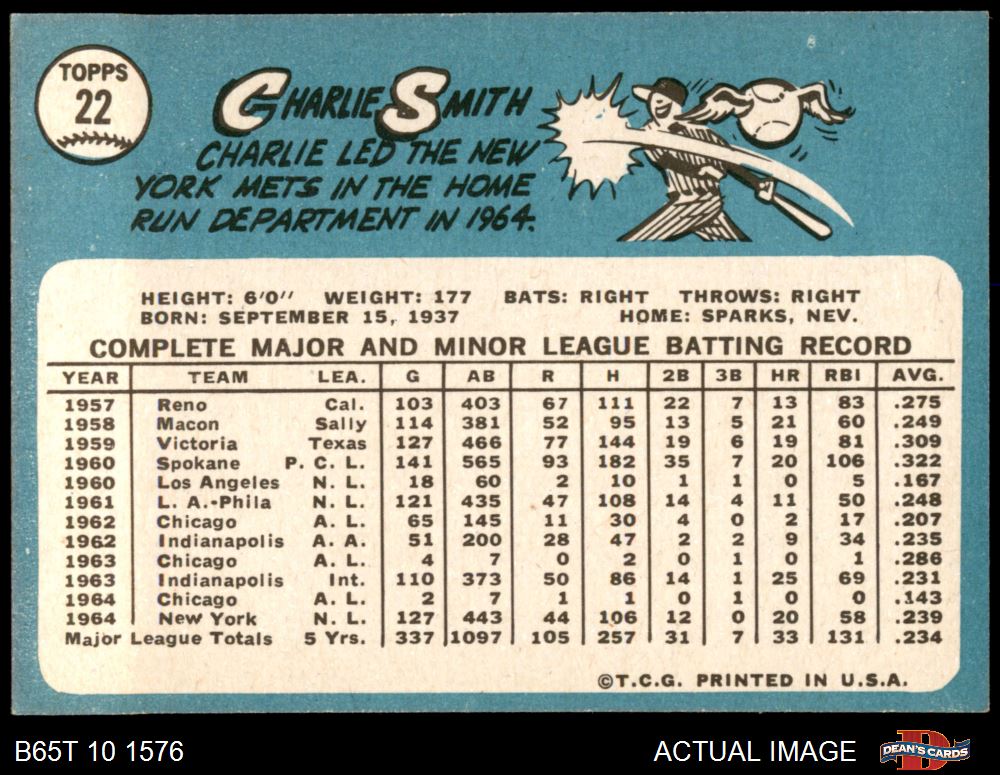 TOPPS
22
CHARLIE SMITH
CHARLIE LED THE NEW
YORK METS IN THE HOME
RUN DEPARTMENT IN 1964.
HEIGHT: 6'0" WEIGHT: 177 BATS: RIGHT THROWS: RIGHT
BORN: SEPTEMBER 15, 1937 HOME: SPARKS, NEV.
COMPLETE MAJOR AND MINOR LEAGUE BATTING RECORD
YEAR TEAM LEA. G AB R H 2B 3B HR RBI AVG.
1957 Reno Cal. 103 403 67 111 22 7 13 83 .275
1958 Macon Sally 114 381 52 95 13 5 21 60 .249
1959 Victoria Texas 127 466 77 144 19 6 19 81 .309
1960 Spokane P. C. L. 141 565 93 182 35 7 20 106 .322
1960 Los Angeles N. L. 18 60 2 10 1 1 0 5 .167
1961 L. A.-Phila N. L. 121 435 47 108 14 4 11 50 .248
1962 Chicago A. L. 65 145 11 30 4 0 2 17 .207
1962 Indianapolis A. A. 51 200 28 47 2 2 9 34 .235
1963 Chicago A. L. 4 7 0 2 0 1 0 1 .286
1963 Indianapolis Int. 110 373 50 86 14 1 25 69 .231
1964 Chicago A. L. 2 7 1 1 0 1 0 0 .143
1964 New York N. L. 127 443 44 106 12 0 20 58 .239
Major League Totals 5 Yrs. 337 1097 105 257 31 7 33 131 .234
©T.C.G. PRINTED IN U.S.A.
B65T 10 1576 ACTUAL IMAGE DEAN'S CARDS